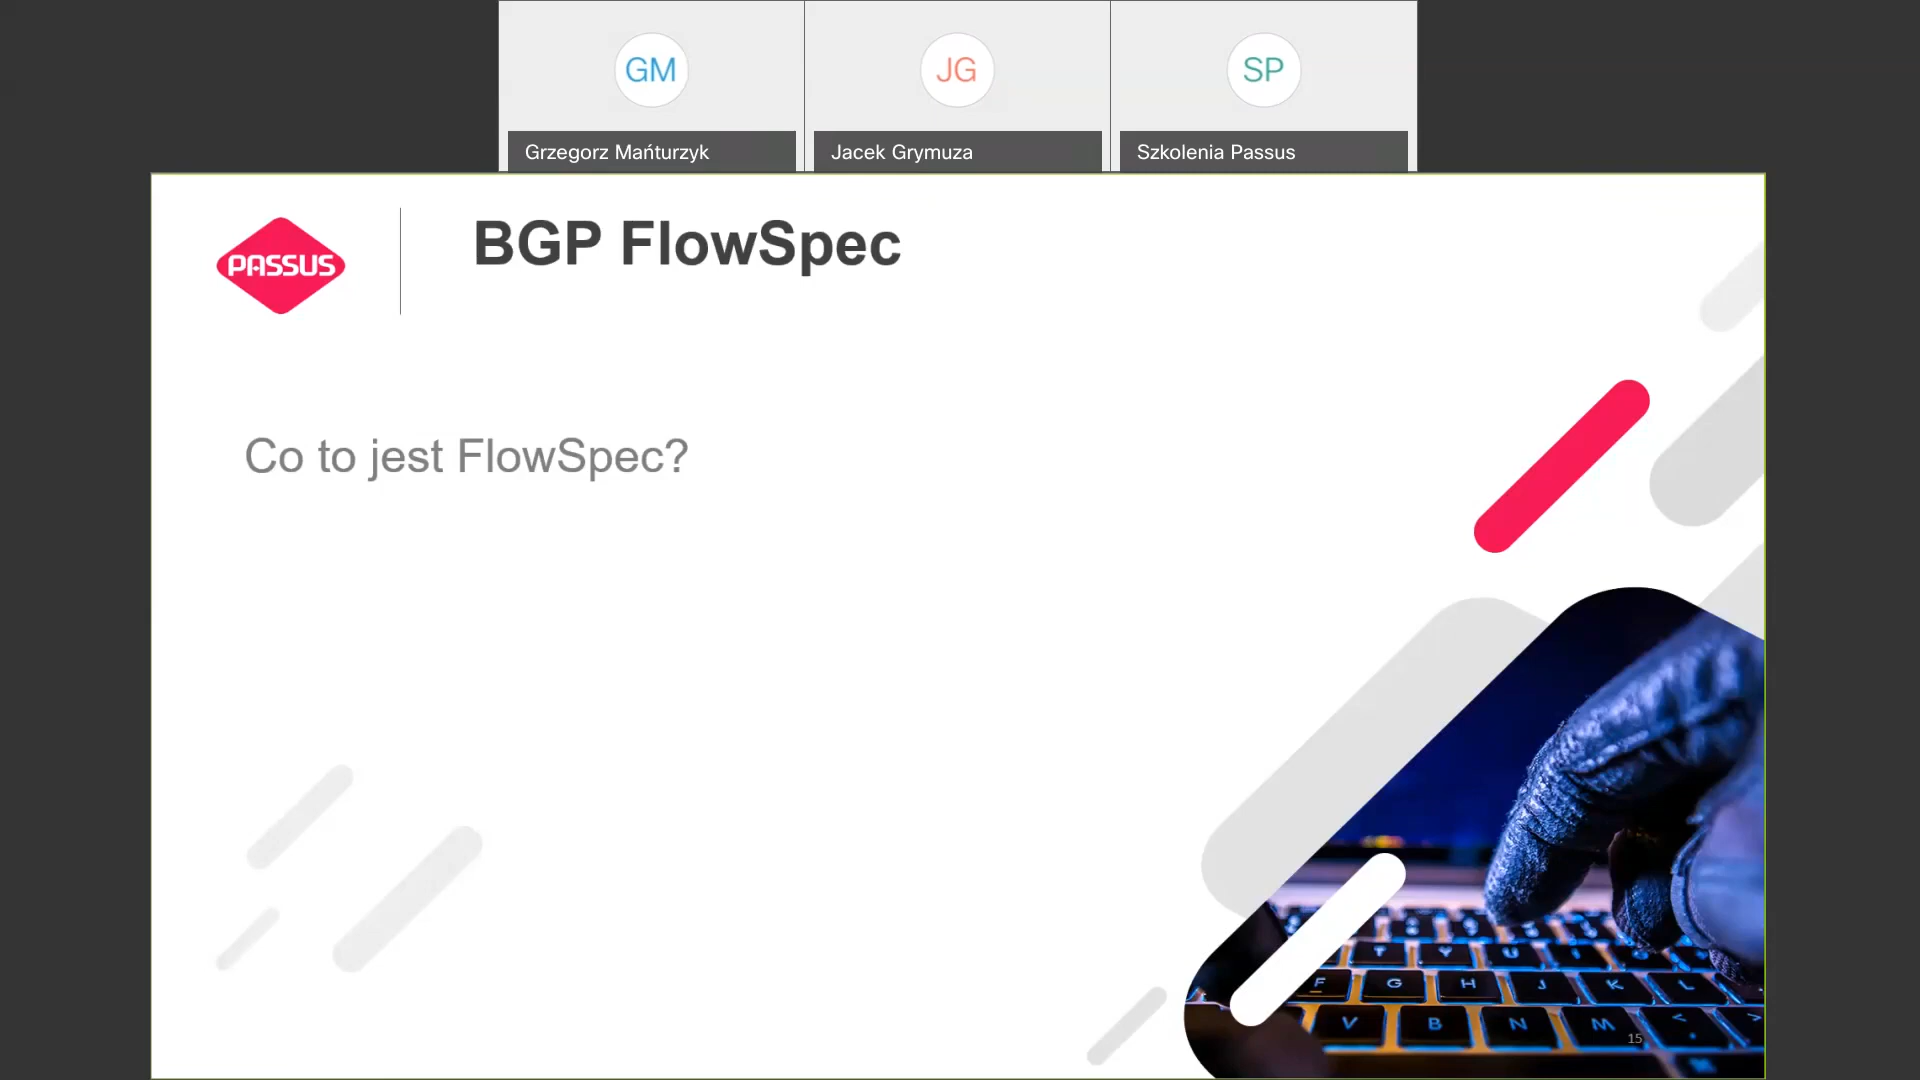 GM
JG
SP
Grzegorz Mańturzyk
Jacek Grymuza
Szkolenia Passus
PASSUS
BGP FlowSpec
Co to jest FlowSpec?
T Y U
F G H J K L
V B N M < >
15